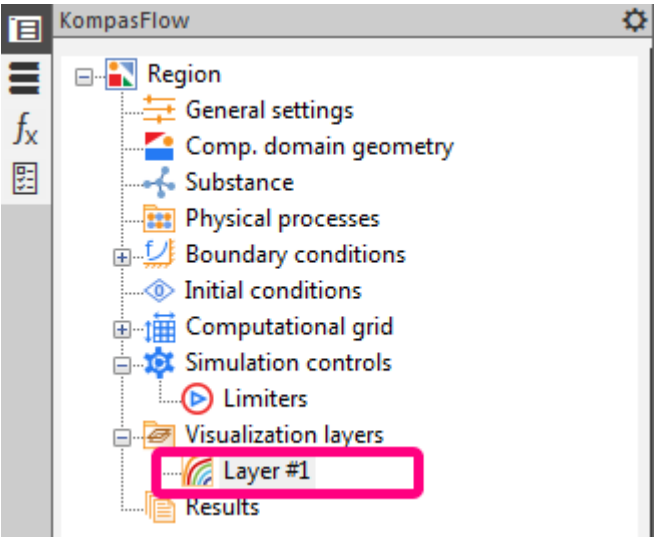 KompasFlow
Region
General settings
Comp. domain geometry
Substance
Physical processes
Boundary conditions
Initial conditions
Computational grid
Simulation controls
Limiters
Visualization layers
Layer #1
Results
fx